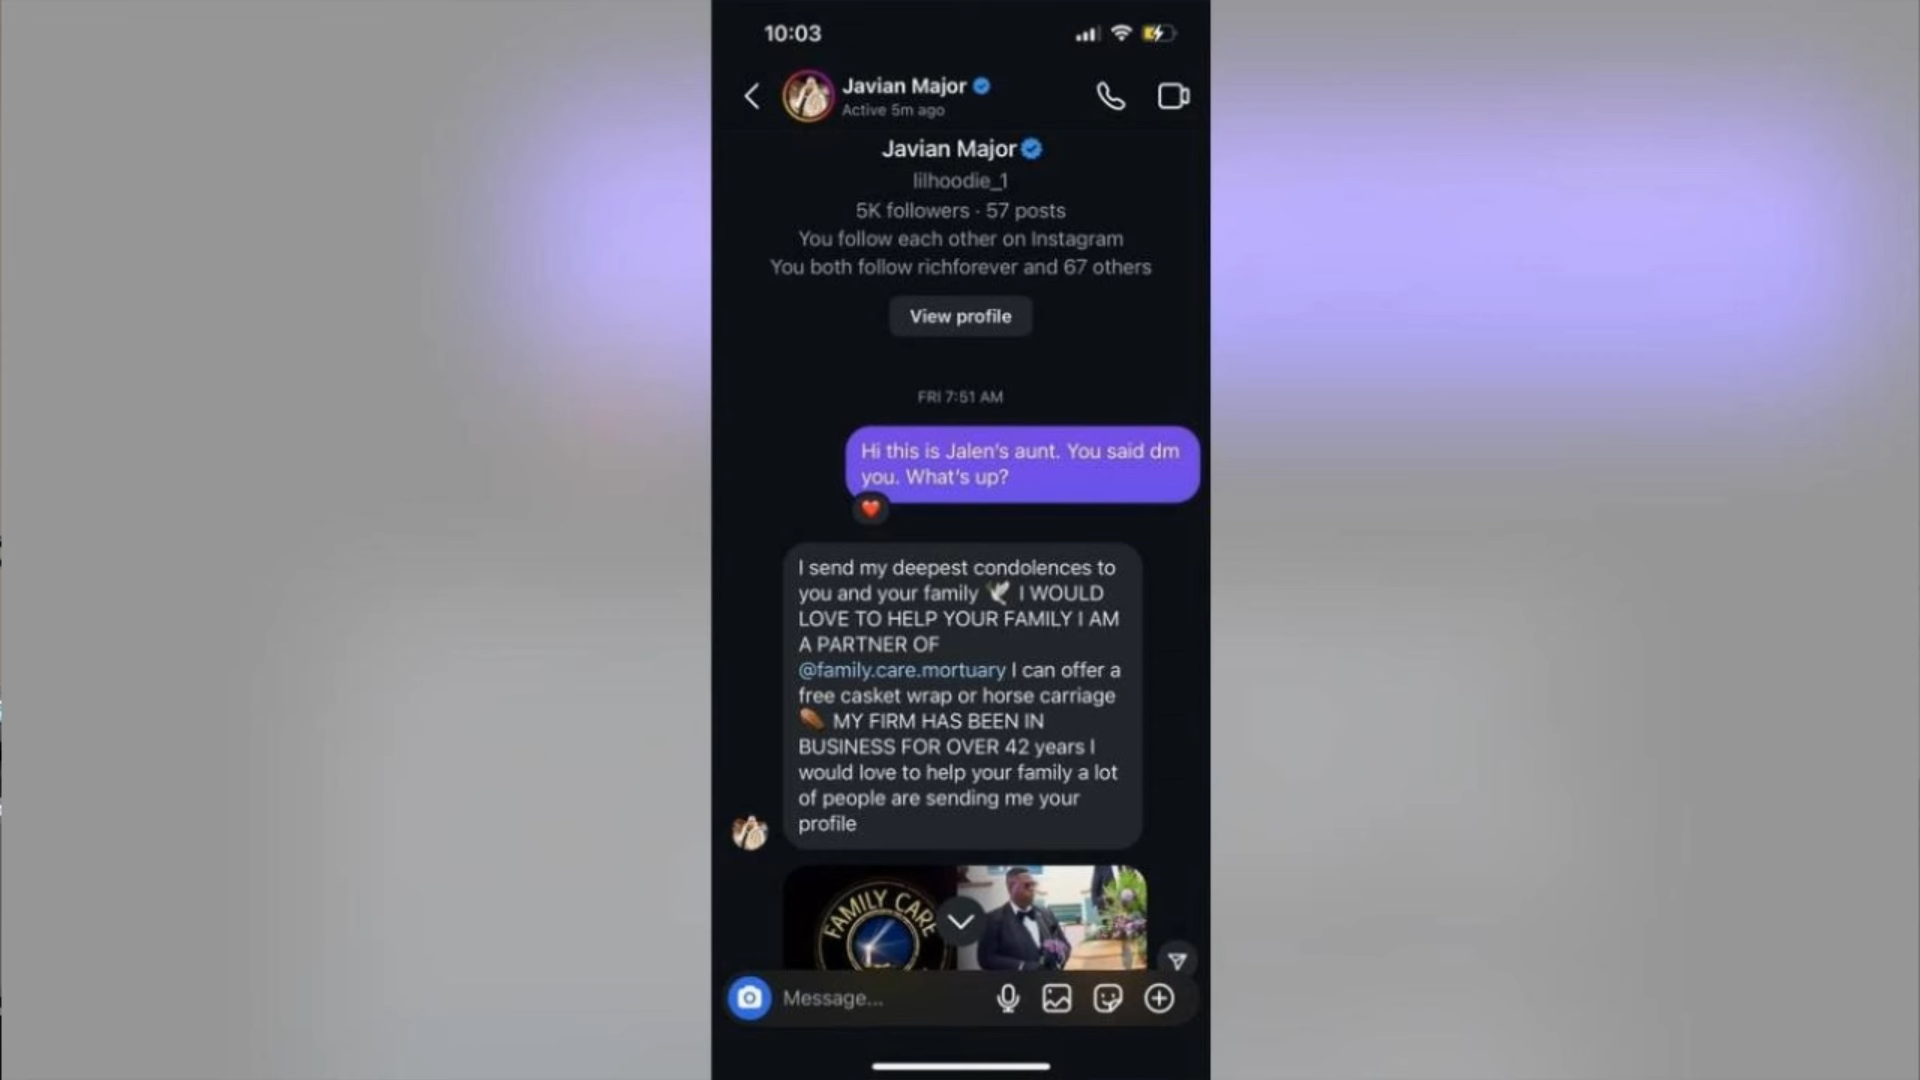 10:03
Javian Major
Active 5m ago
Javian Major
lilhoodie_1
5K followers · 57 posts
You follow each other on Instagram
You both follow richforever and 67 others
View profile
FRI 7:51 AM
Hi this is Jalen's aunt. You said dm
you. What's up?
❤️
I send my deepest condolences to
you and your family 🕊️ I WOULD
LOVE TO HELP YOUR FAMILY I AM
A PARTNER OF
@family.care.mortuary I can offer a
free casket wrap or horse carriage
⚰️ MY FIRM HAS BEEN IN
BUSINESS FOR OVER 42 years I
would love to help your family a lot
of people are sending me your
profile
FAMILY CARE
Message...